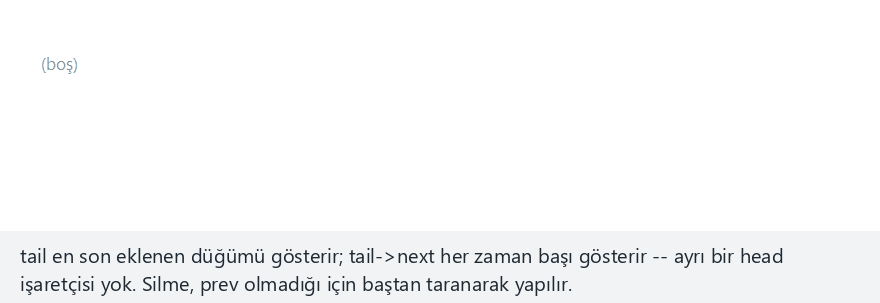 (boş)
tail en son eklenen düğümü gösterir; tail->next her zaman başı gösterir -- ayrı bir head
işaretçisi yok. Silme, prev olmadığı için baştan taranarak yapılır.